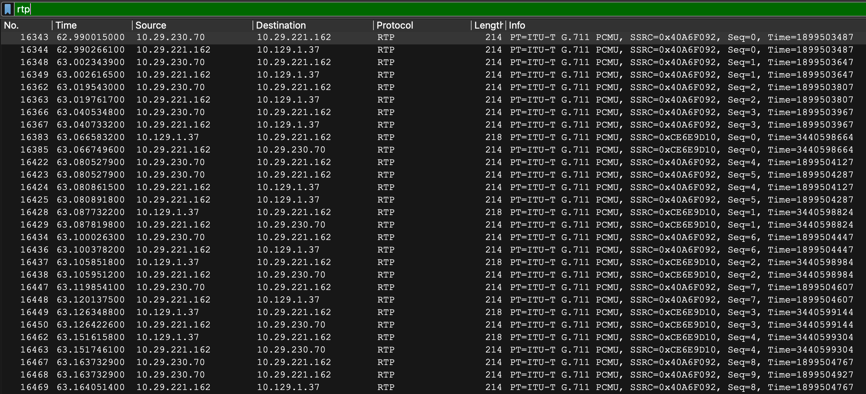 rtp
No. Time Source Destination Protocol Length Info
16343 62.990015000 10.29.230.70 10.29.221.162 RTP 214 PT=ITU-T G.711 PCMU, SSRC=0x40A6F092, Seq=0, Time=1899503487
16344 62.990266100 10.29.221.162 10.129.1.37 RTP 214 PT=ITU-T G.711 PCMU, SSRC=0x40A6F092, Seq=0, Time=1899503487
16348 63.002343900 10.29.230.70 10.29.221.162 RTP 214 PT=ITU-T G.711 PCMU, SSRC=0x40A6F092, Seq=1, Time=1899503647
16349 63.002616500 10.29.221.162 10.129.1.37 RTP 214 PT=ITU-T G.711 PCMU, SSRC=0x40A6F092, Seq=1, Time=1899503647
16362 63.019543000 10.29.230.70 10.29.221.162 RTP 214 PT=ITU-T G.711 PCMU, SSRC=0x40A6F092, Seq=2, Time=1899503807
16363 63.019761700 10.29.221.162 10.129.1.37 RTP 214 PT=ITU-T G.711 PCMU, SSRC=0x40A6F092, Seq=2, Time=1899503807
16366 63.040534800 10.29.230.70 10.29.221.162 RTP 214 PT=ITU-T G.711 PCMU, SSRC=0x40A6F092, Seq=3, Time=1899503967
16367 63.040733200 10.29.221.162 10.129.1.37 RTP 214 PT=ITU-T G.711 PCMU, SSRC=0x40A6F092, Seq=3, Time=1899503967
16383 63.066583200 10.129.1.37 10.29.221.162 RTP 218 PT=ITU-T G.711 PCMU, SSRC=0xCE6E9D10, Seq=0, Time=3440598664
16385 63.066749600 10.29.221.162 10.29.230.70 RTP 214 PT=ITU-T G.711 PCMU, SSRC=0xCE6E9D10, Seq=0, Time=3440598664
16422 63.080527900 10.29.230.70 10.29.221.162 RTP 214 PT=ITU-T G.711 PCMU, SSRC=0x40A6F092, Seq=4, Time=1899504127
16423 63.080527900 10.29.230.70 10.29.221.162 RTP 214 PT=ITU-T G.711 PCMU, SSRC=0x40A6F092, Seq=5, Time=1899504287
16424 63.080861500 10.29.221.162 10.129.1.37 RTP 214 PT=ITU-T G.711 PCMU, SSRC=0x40A6F092, Seq=4, Time=1899504127
16425 63.080891800 10.29.221.162 10.129.1.37 RTP 214 PT=ITU-T G.711 PCMU, SSRC=0x40A6F092, Seq=5, Time=1899504287
16428 63.087732200 10.129.1.37 10.29.221.162 RTP 218 PT=ITU-T G.711 PCMU, SSRC=0xCE6E9D10, Seq=1, Time=3440598824
16429 63.087819800 10.29.221.162 10.29.230.70 RTP 214 PT=ITU-T G.711 PCMU, SSRC=0xCE6E9D10, Seq=1, Time=3440598824
16434 63.100026300 10.29.230.70 10.29.221.162 RTP 214 PT=ITU-T G.711 PCMU, SSRC=0x40A6F092, Seq=6, Time=1899504447
16436 63.100378200 10.29.221.162 10.129.1.37 RTP 214 PT=ITU-T G.711 PCMU, SSRC=0x40A6F092, Seq=6, Time=1899504447
16437 63.105851800 10.129.1.37 10.29.221.162 RTP 218 PT=ITU-T G.711 PCMU, SSRC=0xCE6E9D10, Seq=2, Time=3440598984
16438 63.105951200 10.29.221.162 10.29.230.70 RTP 214 PT=ITU-T G.711 PCMU, SSRC=0xCE6E9D10, Seq=2, Time=3440598984
16447 63.119854100 10.29.230.70 10.29.221.162 RTP 214 PT=ITU-T G.711 PCMU, SSRC=0x40A6F092, Seq=7, Time=1899504607
16448 63.120137500 10.29.221.162 10.129.1.37 RTP 214 PT=ITU-T G.711 PCMU, SSRC=0x40A6F092, Seq=7, Time=1899504607
16449 63.126348800 10.129.1.37 10.29.221.162 RTP 218 PT=ITU-T G.711 PCMU, SSRC=0xCE6E9D10, Seq=3, Time=3440599144
16450 63.126422600 10.29.221.162 10.29.230.70 RTP 214 PT=ITU-T G.711 PCMU, SSRC=0xCE6E9D10, Seq=3, Time=3440599144
16462 63.151615800 10.129.1.37 10.29.221.162 RTP 218 PT=ITU-T G.711 PCMU, SSRC=0xCE6E9D10, Seq=4, Time=3440599304
16463 63.151746100 10.29.221.162 10.29.230.70 RTP 214 PT=ITU-T G.711 PCMU, SSRC=0xCE6E9D10, Seq=4, Time=3440599304
16467 63.163732900 10.29.230.70 10.29.221.162 RTP 214 PT=ITU-T G.711 PCMU, SSRC=0x40A6F092, Seq=8, Time=1899504767
16468 63.163732900 10.29.230.70 10.29.221.162 RTP 214 PT=ITU-T G.711 PCMU, SSRC=0x40A6F092, Seq=9, Time=1899504927
16469 63.164051400 10.29.221.162 10.129.1.37 RTP 214 PT=ITU-T G.711 PCMU, SSRC=0x40A6F092, Seq=8, Time=1899504767